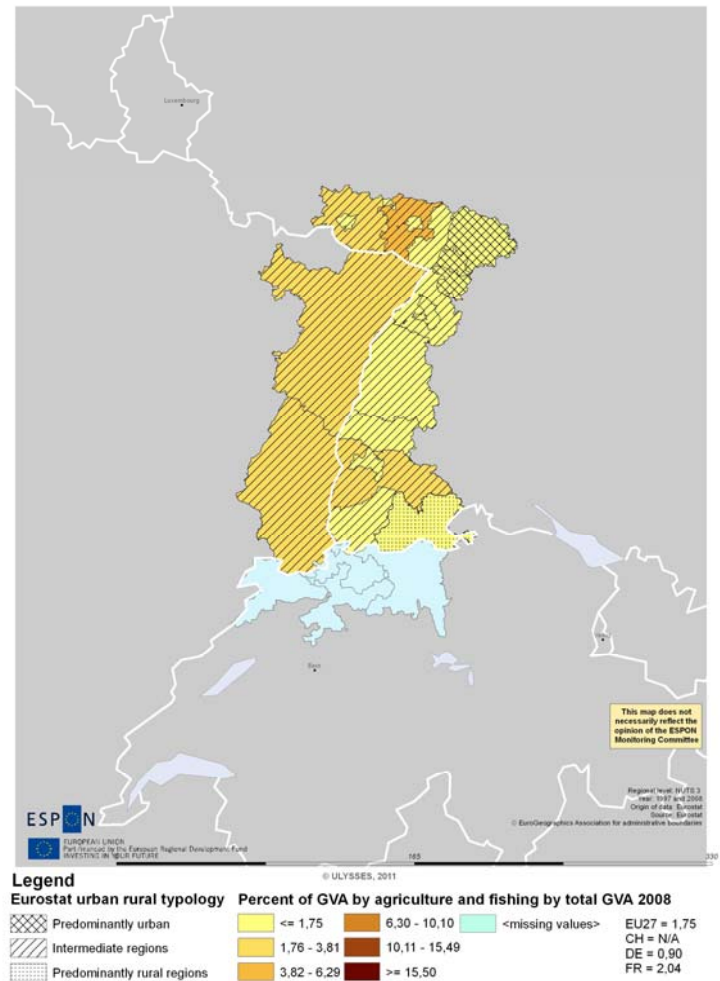 Luxembourg
Bern
This map does not
necessarily reflect the
opinion of the ESPON
Monitoring Committee
Regional level: NUTS 3
Origin of data: Eurostat
Source: Eurostat
© EuroGeographics Association for administrative boundaries
ESPON
EUROPEAN UNION
Part-financed by the European Regional Development Fund
INVESTING IN YOUR FUTURE
165
330
© ULYSSES, 2011
Legend
Eurostat urban rural typology
Predominantly urban
Intermediate regions
Predominantly rural regions
Percent of GVA by agriculture and fishing by total GVA 2008
<= 1,75
1,76 - 3,81
3,82 - 6,29
6,30 - 10,10
10,11 - 15,49
>= 15,50
<missing values>
EU27 = 1,75
CH = N/A
DE = 0,90
FR = 2,04